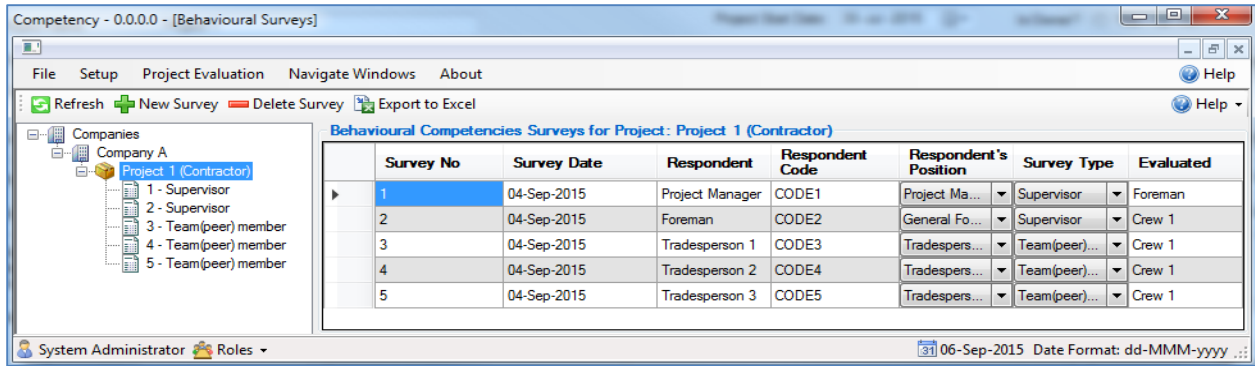 Competency - 0.0.0.0 - [Behavioural Surveys]
File Setup Project Evaluation Navigate Windows About Help
Refresh New Survey Delete Survey Export to Excel Help
Companies
Company A
Project 1 (Contractor)
1 - Supervisor
2 - Supervisor
3 - Team(peer) member
4 - Team(peer) member
5 - Team(peer) member
Behavioural Competencies Surveys for Project: Project 1 (Contractor)
Survey No Survey Date Respondent Respondent Code Respondent's Position Survey Type Evaluated
1 04-Sep-2015 Project Manager CODE1 Project Ma... Supervisor Foreman
2 04-Sep-2015 Foreman CODE2 General Fo... Supervisor Crew 1
3 04-Sep-2015 Tradesperson 1 CODE3 Tradespers... Team(peer)... Crew 1
4 04-Sep-2015 Tradesperson 2 CODE4 Tradespers... Team(peer)... Crew 1
5 04-Sep-2015 Tradesperson 3 CODE5 Tradespers... Team(peer)... Crew 1
System Administrator Roles 31 06-Sep-2015 Date Format: dd-MMM-yyyy